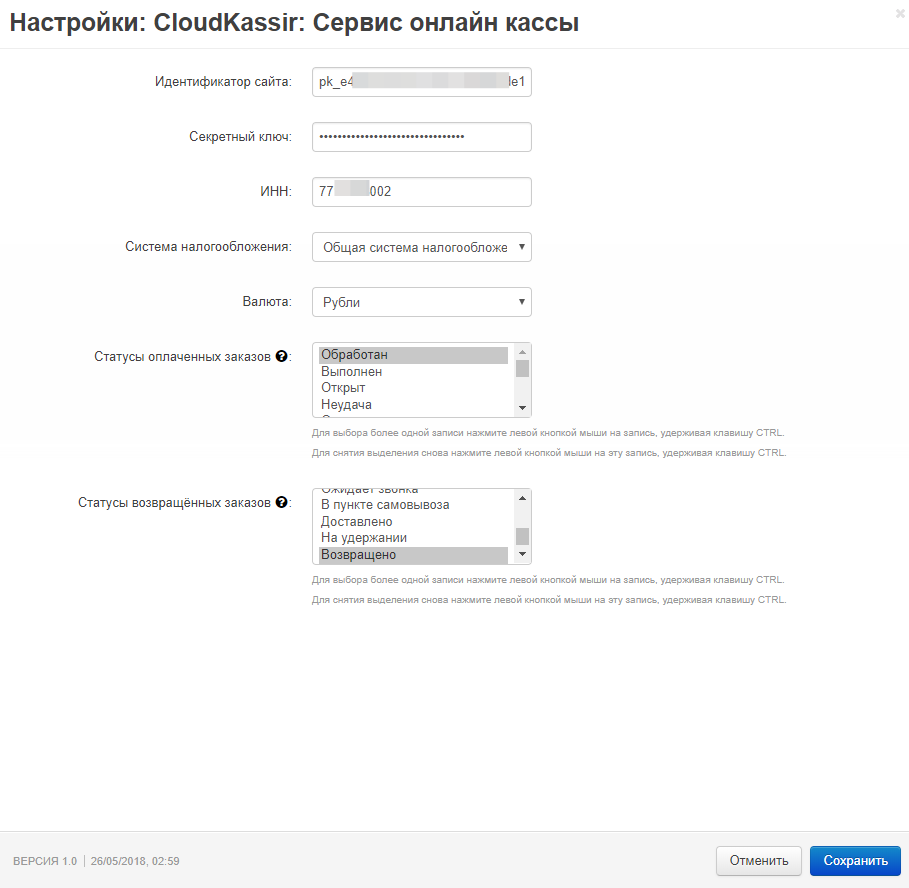 Настройки: CloudKassir: Сервис онлайн кассы
Идентификатор сайта: pk_e4 le1
Секретный ключ: ••••••••••••••••••••••••••••••••
ИНН: 77 002
Система налогообложения: Общая система налогообложе
Валюта: Рубли
Статусы оплаченных заказов ?:
Обработан
Выполнен
Открыт
Неудача
Для выбора более одной записи нажмите левой кнопкой мыши на запись, удерживая клавишу CTRL.
Для снятия выделения снова нажмите левой кнопкой мыши на эту запись, удерживая клавишу CTRL.
Статусы возвращённых заказов ?:
Ожидает звонка
В пункте самовывоза
Доставлено
На удержании
Возвращено
Для выбора более одной записи нажмите левой кнопкой мыши на запись, удерживая клавишу CTRL.
Для снятия выделения снова нажмите левой кнопкой мыши на эту запись, удерживая клавишу CTRL.
ВЕРСИЯ 1.0 | 26/05/2018, 02:59
Отменить
Сохранить